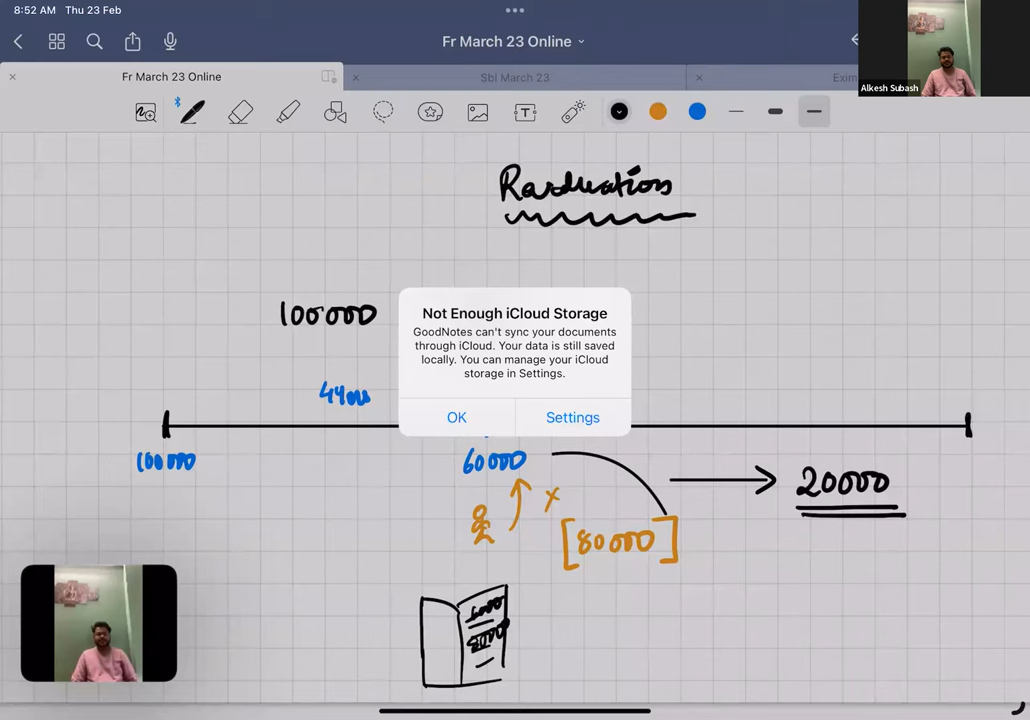 8:52 AM Thu 23 Feb
Fr March 23 Online
Alkesh Subash
Fr March 23 Online
Sbl March 23
Exim
100000
Not Enough iCloud Storage
GoodNotes can't sync your documents
through iCloud. Your data is still saved
locally. You can manage your iCloud
storage in Settings.
OK Settings
100000
60000
20000
[80000]